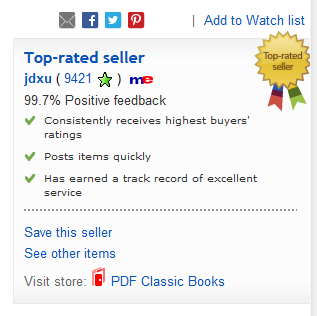 | Add to Watch list
Top-rated seller
Top-rated
seller
jdxu ( 9421 ) me
99.7% Positive feedback
Consistently receives highest buyers'
ratings
Posts items quickly
Has earned a track record of excellent
service
Save this seller
See other items
Visit store: PDF Classic Books